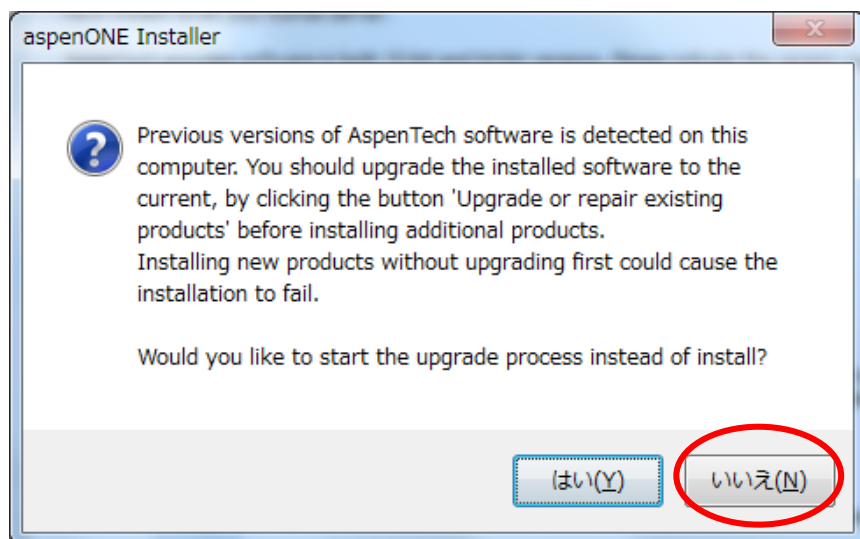 aspenONE Installer
Previous versions of AspenTech software is detected on this
computer. You should upgrade the installed software to the
current, by clicking the button 'Upgrade or repair existing
products' before installing additional products.
Installing new products without upgrading first could cause the
installation to fail.
Would you like to start the upgrade process instead of install?
はい(Y)
いいえ(N)